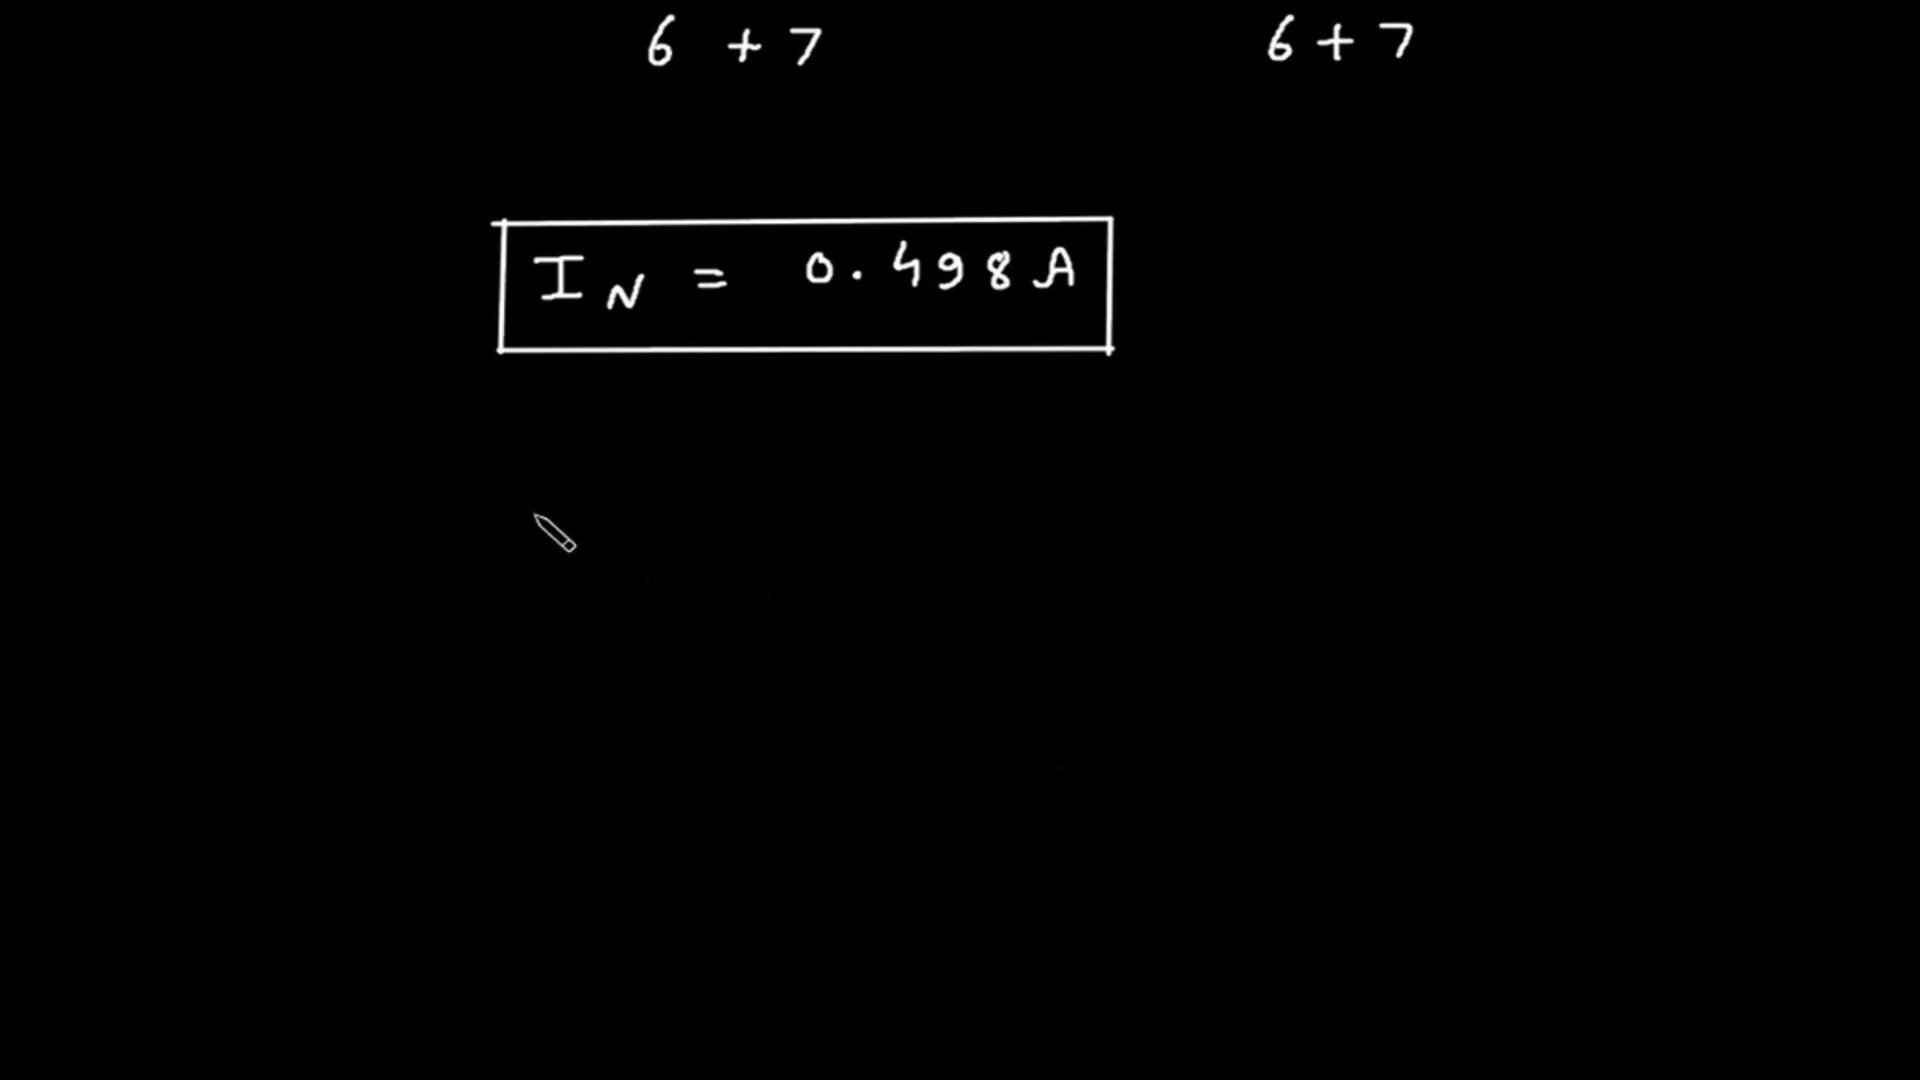 6 + 7 6 + 7
I_N = 0.498 A